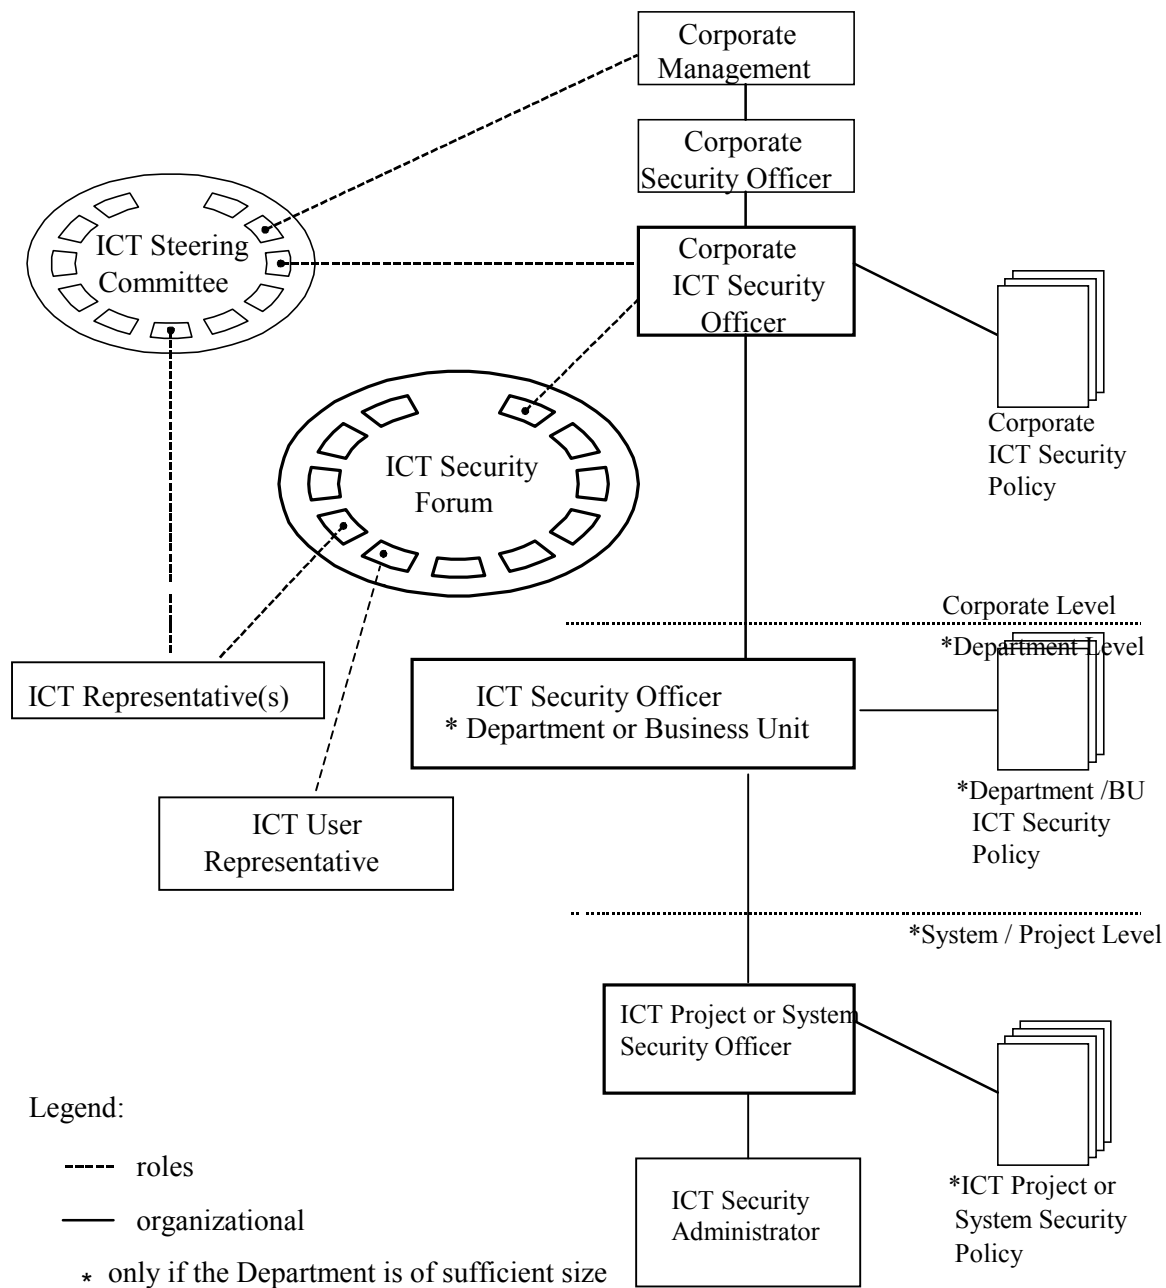 Corporate
Management
Corporate
Security Officer
ICT Steering
Committee
Corporate
ICT Security
Officer
Corporate
ICT Security
Policy
ICT Security
Forum
Corporate Level
*Department Level
ICT Representative(s)
ICT Security Officer
* Department or Business Unit
*Department /BU
ICT Security
Policy
ICT User
Representative
*System / Project Level
ICT Project or System
Security Officer
*ICT Project or
System Security
Policy
ICT Security
Administrator
Legend:
roles
organizational
* only if the Department is of sufficient size